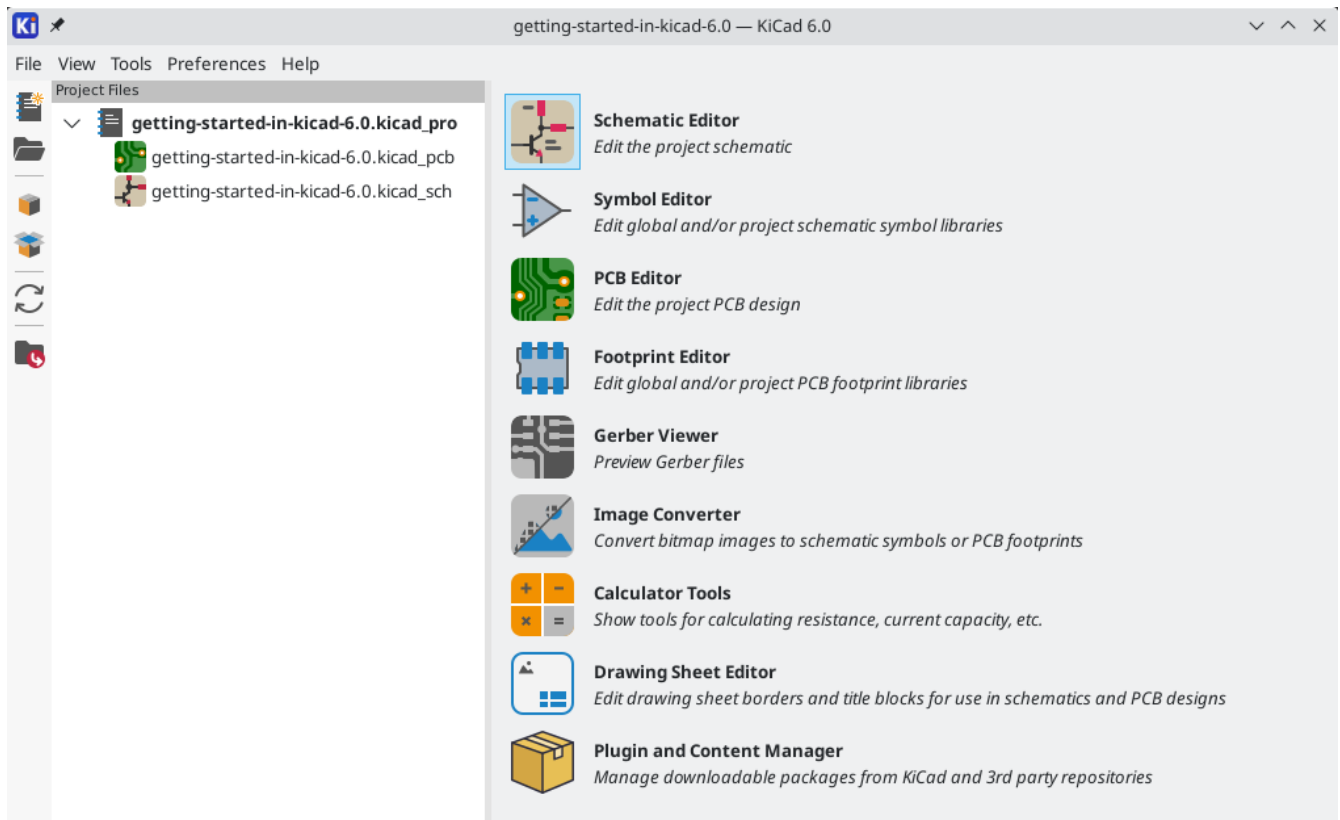 Ki
getting-started-in-kicad-6.0 — KiCad 6.0
File View Tools Preferences Help
Project Files
getting-started-in-kicad-6.0.kicad_pro
getting-started-in-kicad-6.0.kicad_pcb
getting-started-in-kicad-6.0.kicad_sch
Schematic Editor
Edit the project schematic
Symbol Editor
Edit global and/or project schematic symbol libraries
PCB Editor
Edit the project PCB design
Footprint Editor
Edit global and/or project PCB footprint libraries
Gerber Viewer
Preview Gerber files
Image Converter
Convert bitmap images to schematic symbols or PCB footprints
Calculator Tools
Show tools for calculating resistance, current capacity, etc.
Drawing Sheet Editor
Edit drawing sheet borders and title blocks for use in schematics and PCB designs
Plugin and Content Manager
Manage downloadable packages from KiCad and 3rd party repositories